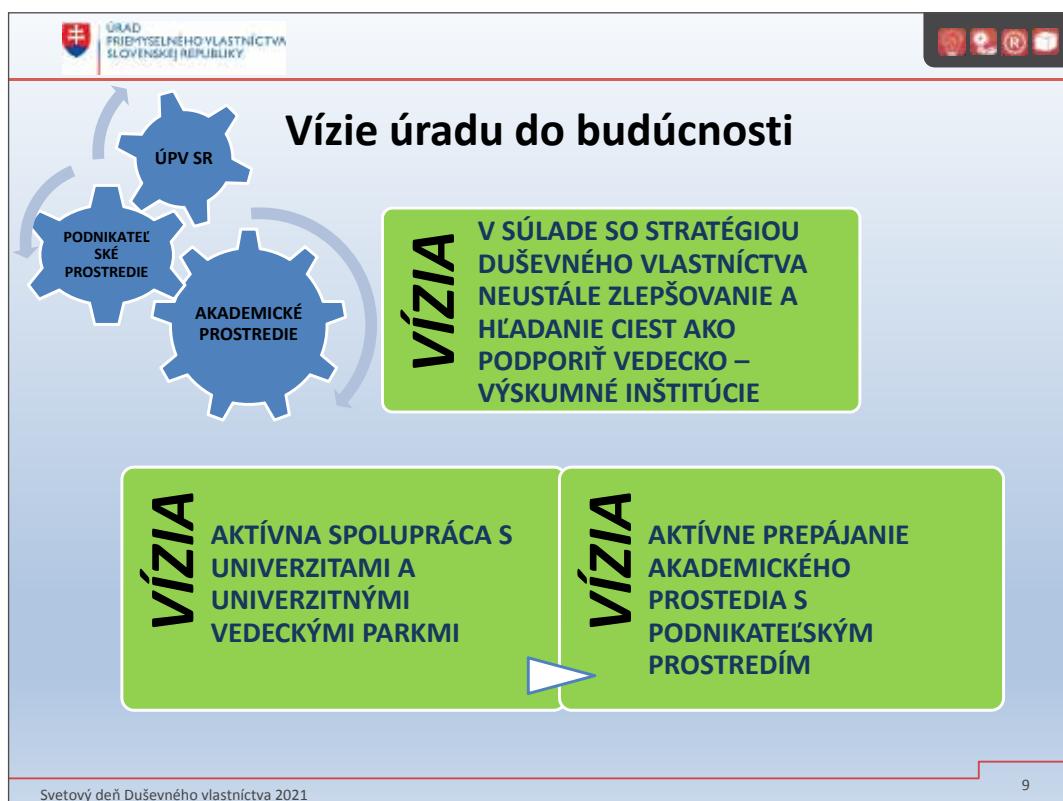 ÚRAD
PRIEMYSELNÉHO VLASTNÍCTVA
SLOVENSKEJ REPUBLIKY
®
Vízie úradu do budúcnosti
ÚPV SR
PODNIKATEĽ
SKÉ
PROSTREDIE
AKADEMICKÉ
PROSTREDIE
VÍZIA
V SÚLADE SO STRATÉGIOU
DUŠEVNÉHO VLASTNÍCTVA
NEUSTÁLE ZLEPŠOVANIE A
HĽADANIE CIEST AKO
PODPORIŤ VEDECKO –
VÝSKUMNÉ INŠTITÚCIE
VÍZIA
AKTÍVNA SPOLUPRÁCA S
UNIVERZITAMI A
UNIVERZITNÝMI
VEDECKÝMI PARKMI
VÍZIA
AKTÍVNE PREPÁJANIE
AKADEMICKÉHO
PROSTEDIA S
PODNIKATEĽSKÝM
PROSTREDÍM
Svetový deň Duševného vlastníctva 2021
9